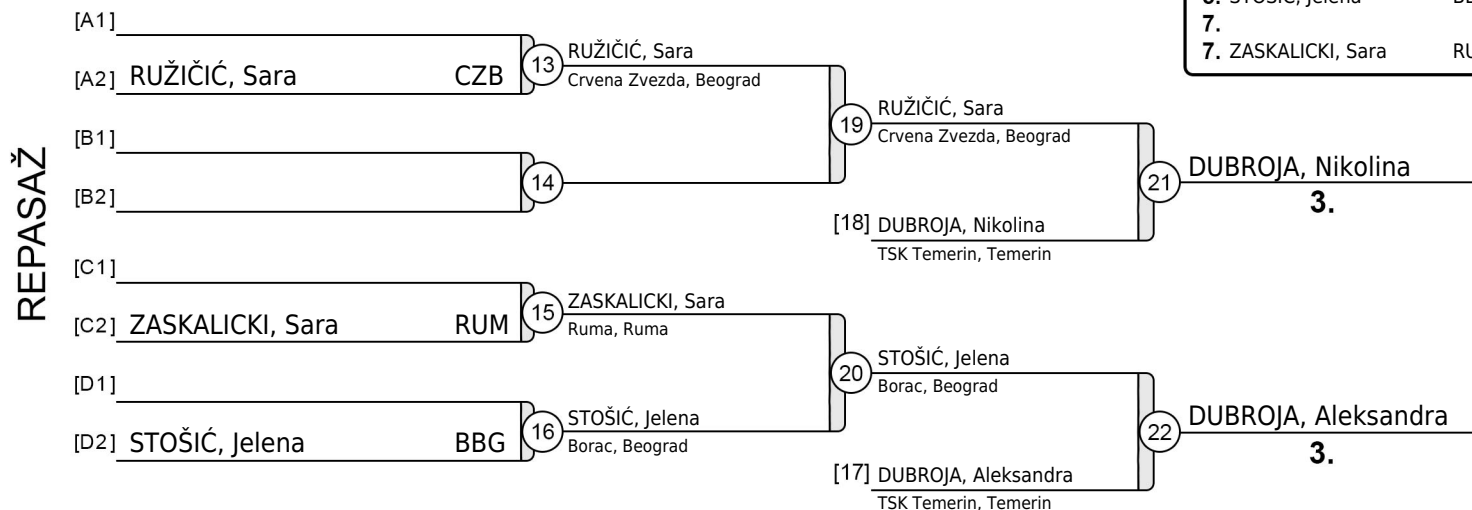 [A1]
[A2] RUŽIČIĆ, Sara CZB
13
RUŽIČIĆ, Sara
Crvena Zvezda, Beograd
[B1]
[B2]
14
19
RUŽIČIĆ, Sara
Crvena Zvezda, Beograd
[18] DUBROJA, Nikolina
TSK Temerin, Temerin
21
DUBROJA, Nikolina
3.
REPASAŽ
[C1]
[C2] ZASKALICKI, Sara RUM
15
ZASKALICKI, Sara
Ruma, Ruma
[D1]
[D2] STOŠIĆ, Jelena BBG
16
STOŠIĆ, Jelena
Borac, Beograd
20
STOŠIĆ, Jelena
Borac, Beograd
[17] DUBROJA, Aleksandra
TSK Temerin, Temerin
22
DUBROJA, Aleksandra
3.
STOŠIĆ, Jelena
7.
7. ZASKALICKI, Sara